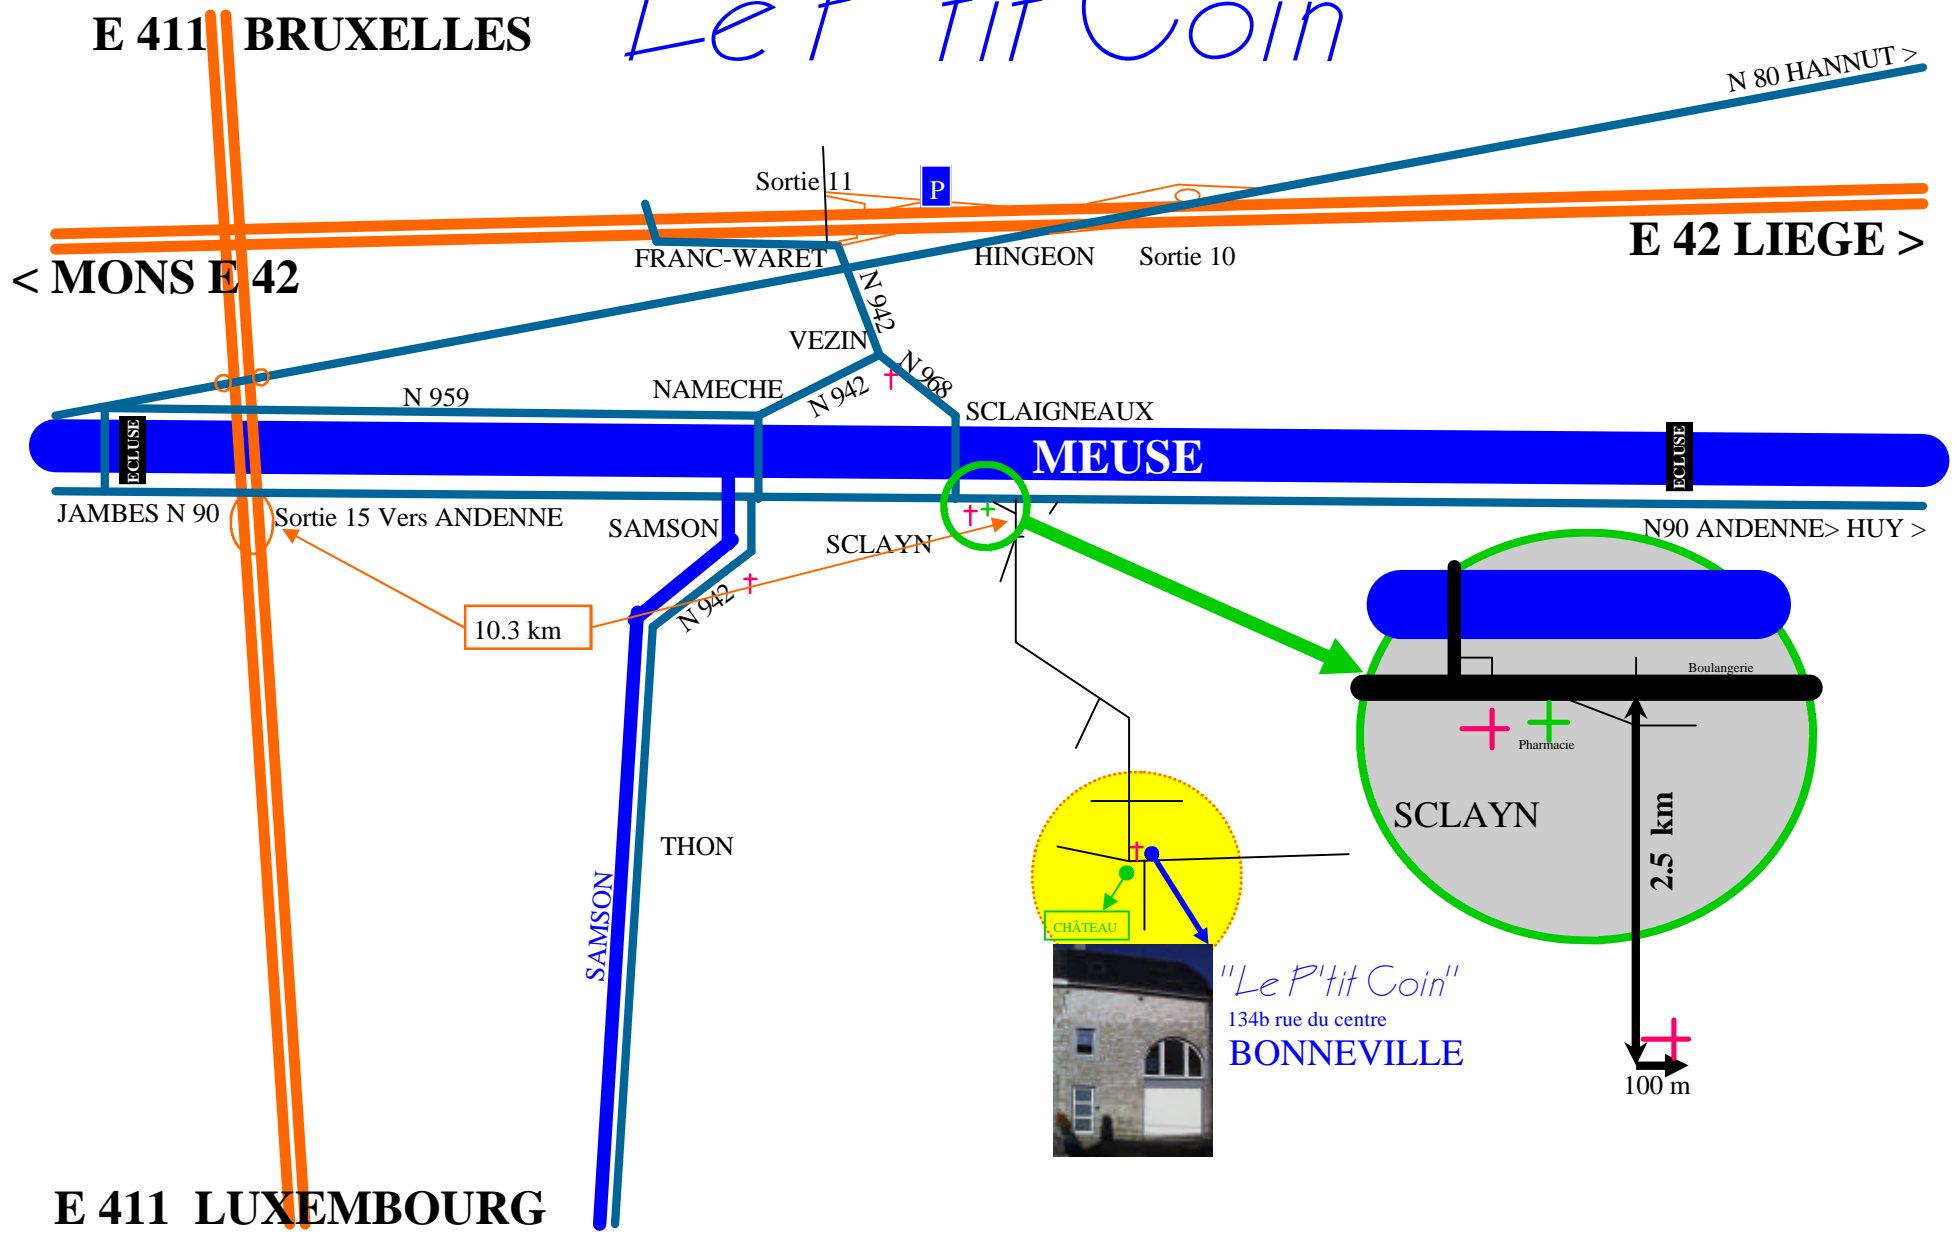 Le P'tit Coin
E 411 BRUXELLES
N 80 HANNUT >
Sortie 11
P
E 42 LIEGE >
FRANC-WARET
HINGEON
Sortie 10
< MONS E 42
N 942
VEZIN
N 968
NAMECHE
N 942
N 959
SCLAIGNEAUX
ECLUSE
MEUSE
ECLUSE
JAMBES N 90
Sortie 15 Vers ANDENNE
SAMSON
SCLAYN
N90 ANDENNE> HUY >
N 942
10.3 km
Boulangerie
Pharmacie
SCLAYN
2.5 km
THON
SAMSON
CHÂTEAU
"Le P'tit Coin"
134b rue du centre
BONNEVILLE
100 m
E 411 LUXEMBOURG